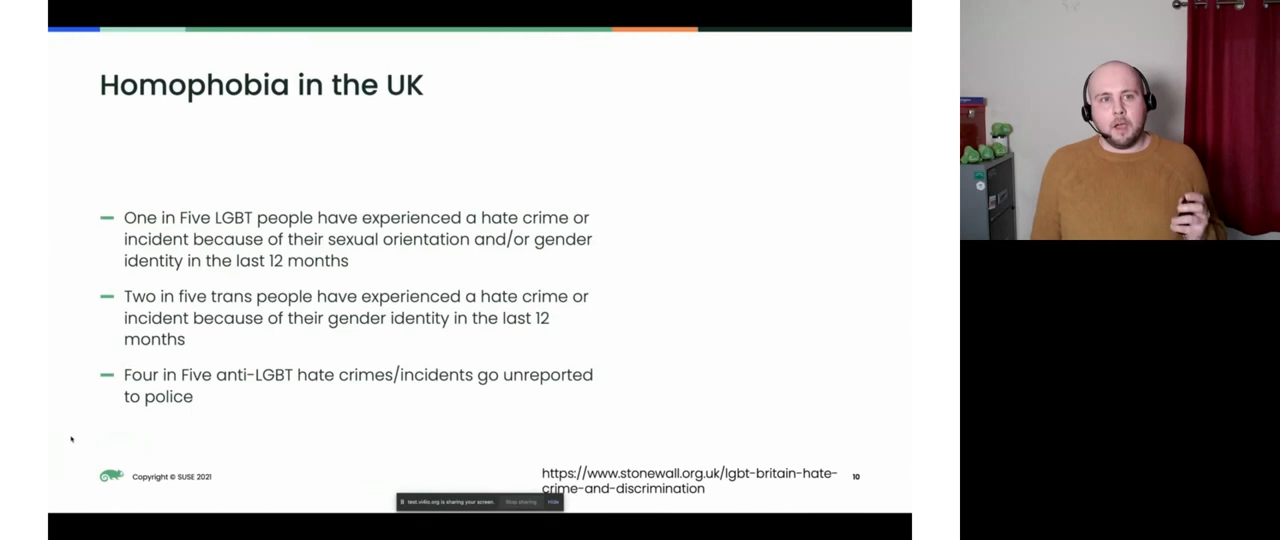 Homophobia in the UK
One in Five LGBT people have experienced a hate crime or
incident because of their sexual orientation and/or gender
identity in the last 12 months
Two in five trans people have experienced a hate crime or
incident because of their gender identity in the last 12
months
Four in Five anti-LGBT hate crimes/incidents go unreported
to police
Copyright © SUSE 2021
https://www.stonewall.org.uk/lgbt-britain-hate-
crime-and-discrimination
10
is sharing your screen. Stop sharing Hide